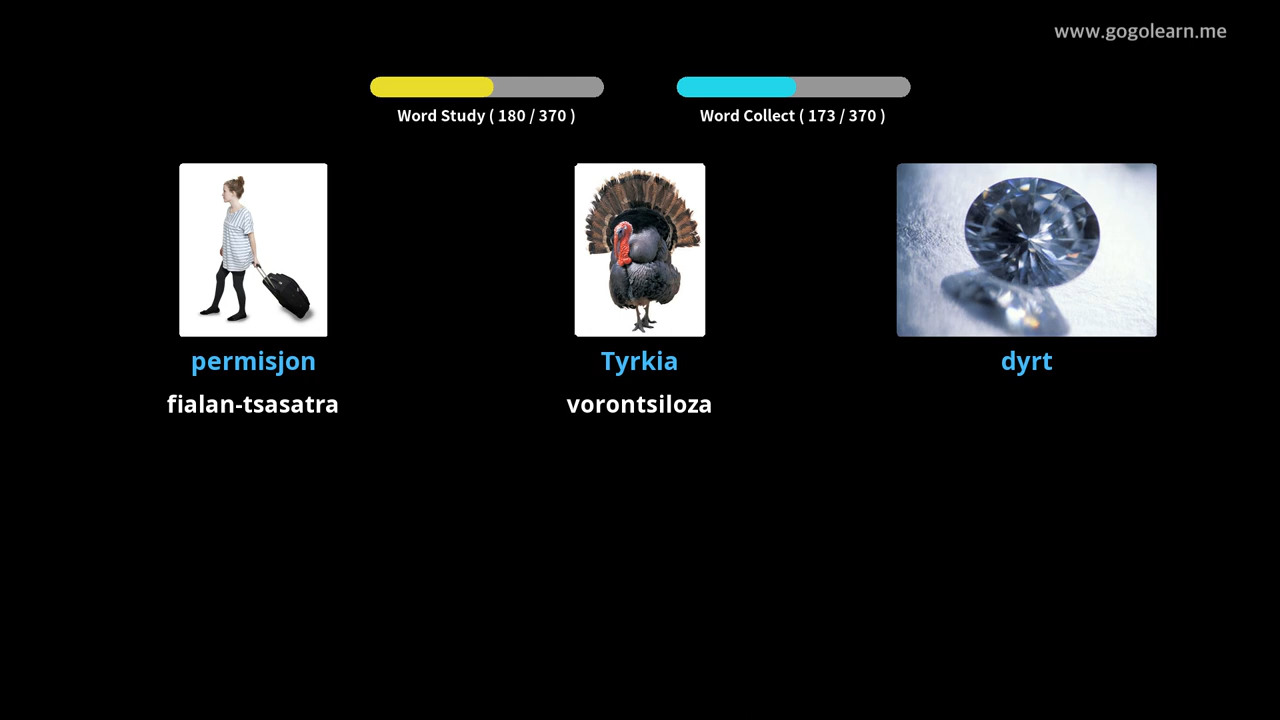 www.gogolearn.me
Word Study ( 180 / 370 )
Word Collect ( 173 / 370 )
permisjon
Tyrkia
dyrt
fialan-tsasatra
vorontsiloza